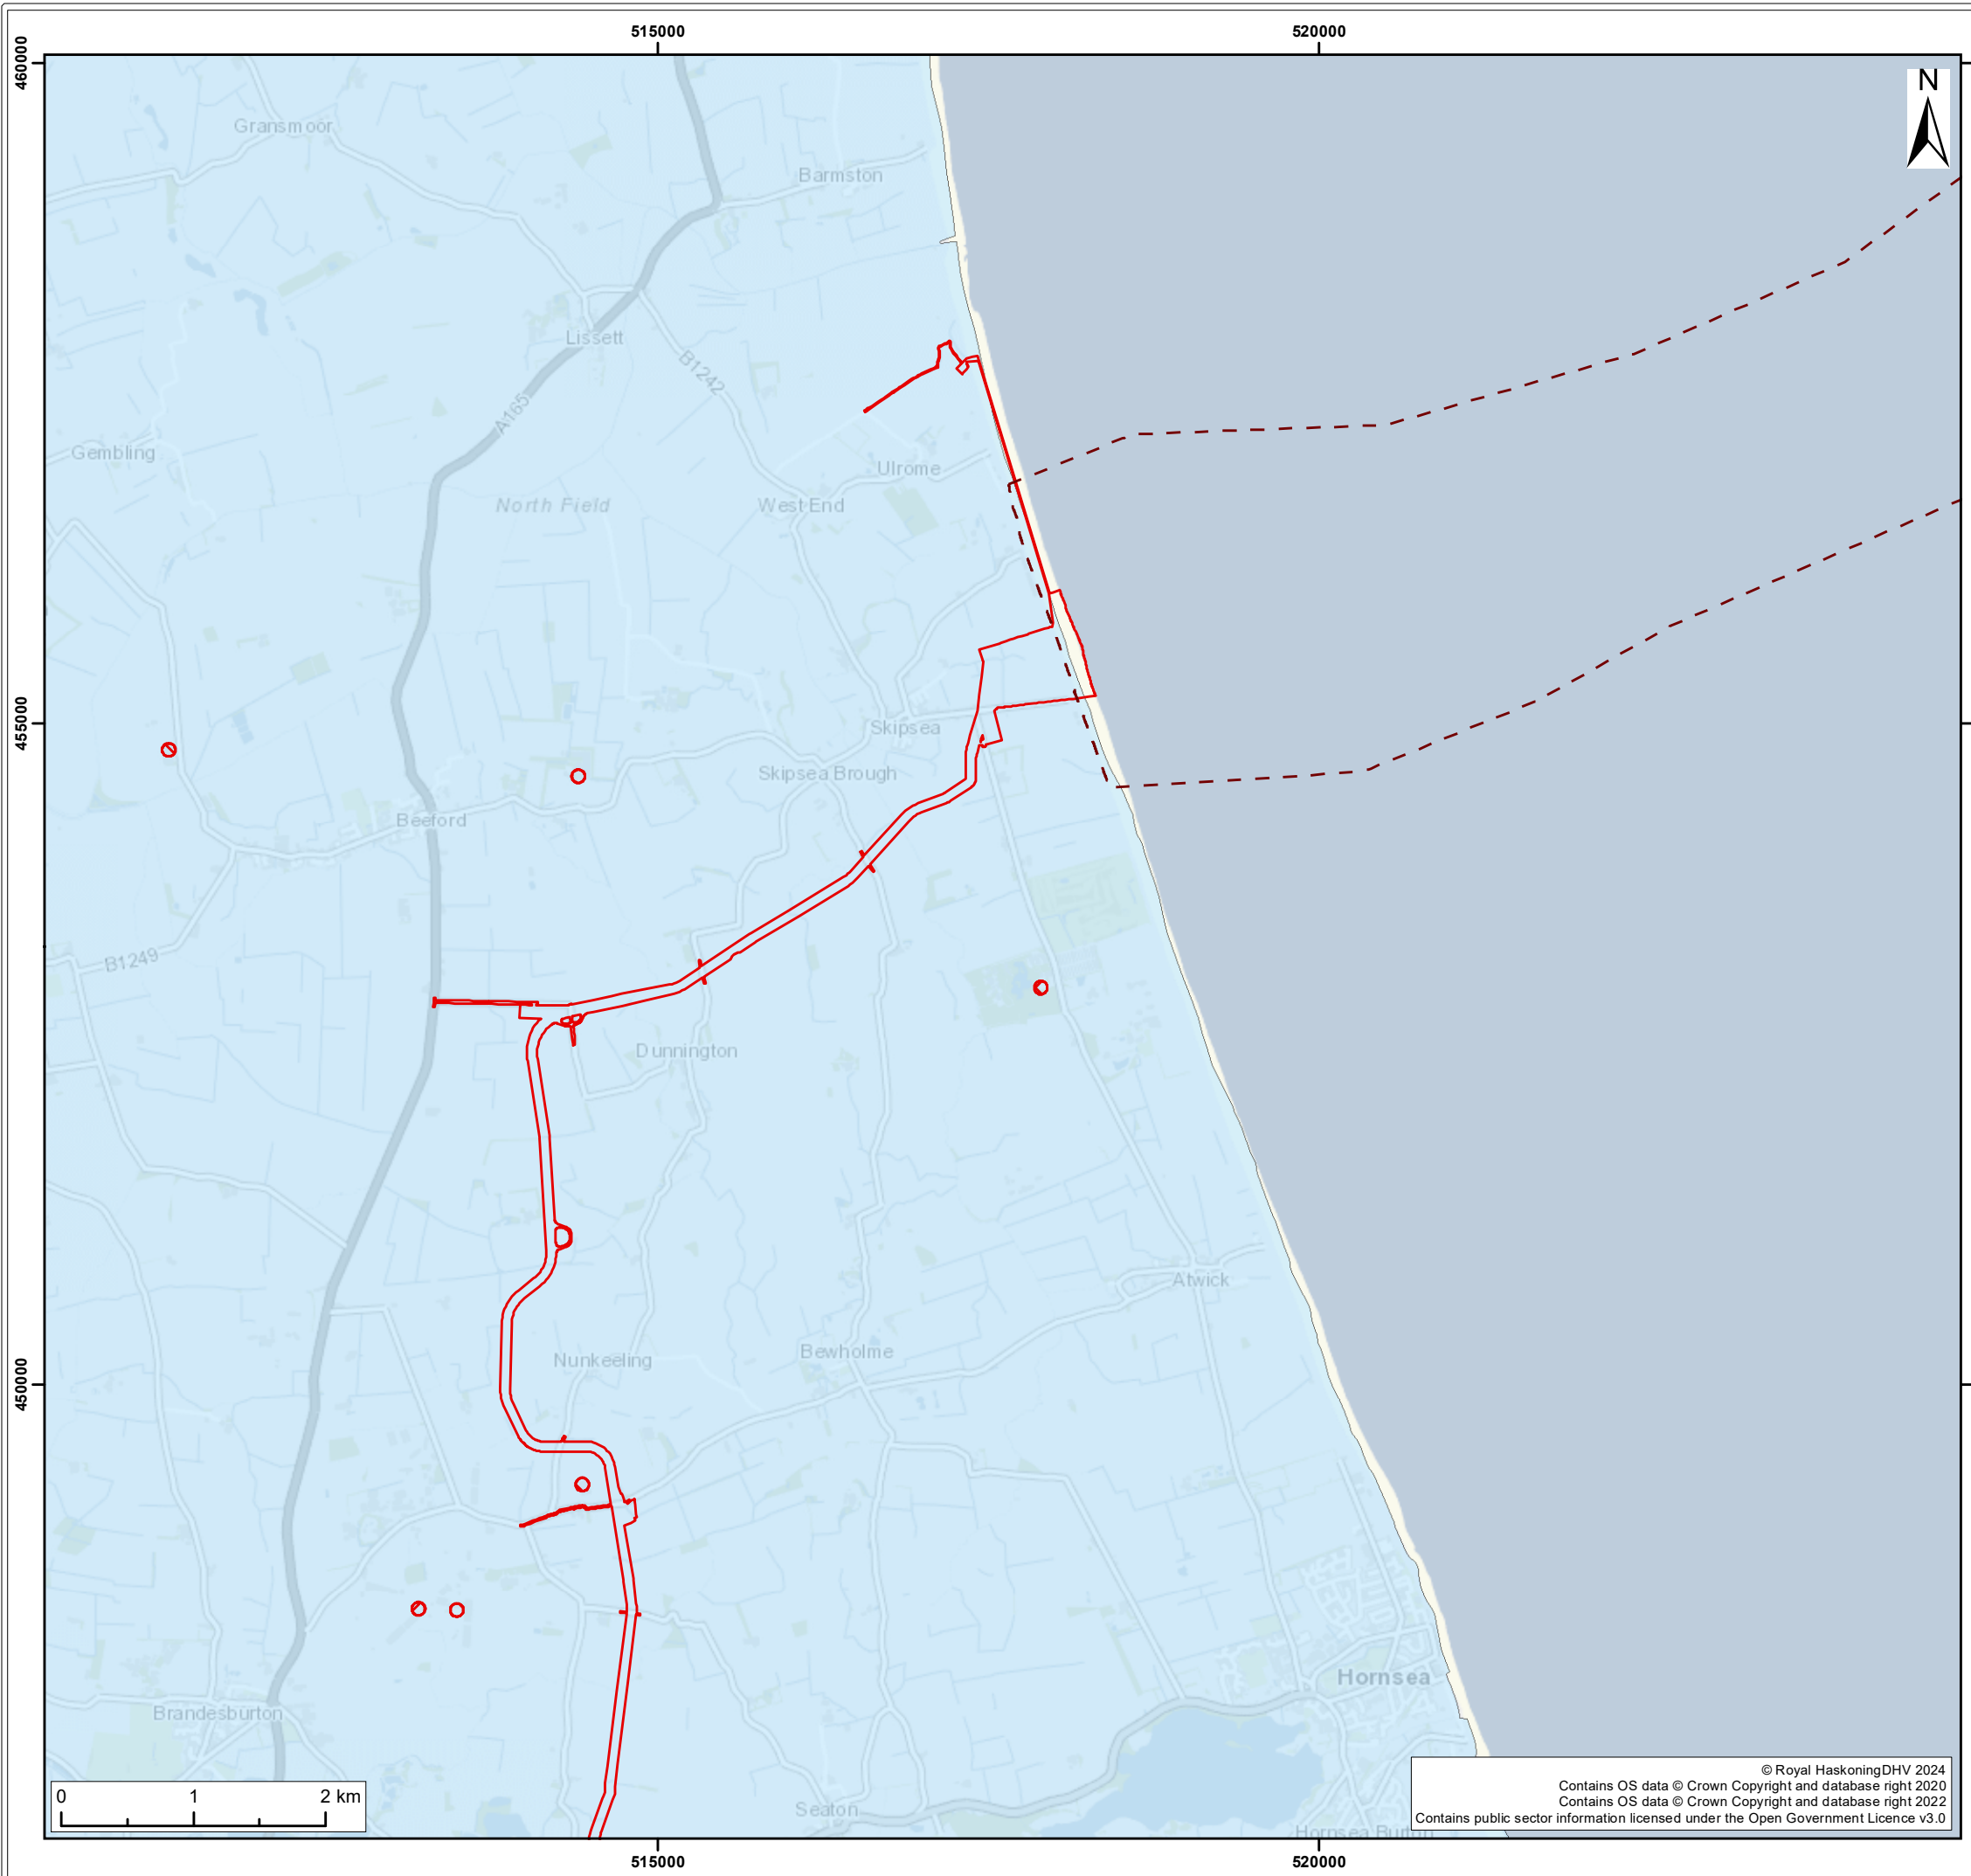 515000
520000
460000
N
Gransmoor
Barmston
Lissett
B1242
A165
Gembling
Ulrome
North Field
West End
455000
Skipsea
Skipsea Brough
Beeford
B1249
Dunnington
Atwick
450000
Bewholme
Nunkeeling
Hornsea
Brandesburton
© Royal HaskoningDHV 2024
Contains OS data © Crown Copyright and database right 2020
Contains OS data © Crown Copyright and database right 2022
Contains public sector information licensed under the Open Government Licence v3.0
0 1 2 km
Seaton
Hornsea Burton
515000
520000